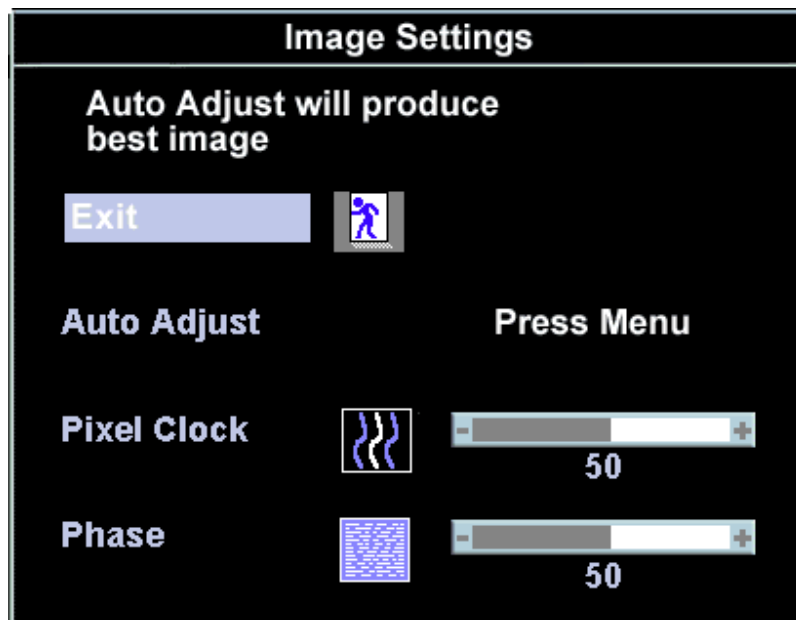 Image Settings
Auto Adjust will produce
best image
Exit
Auto Adjust Press Menu
Pixel Clock - +
50
Phase - +
50